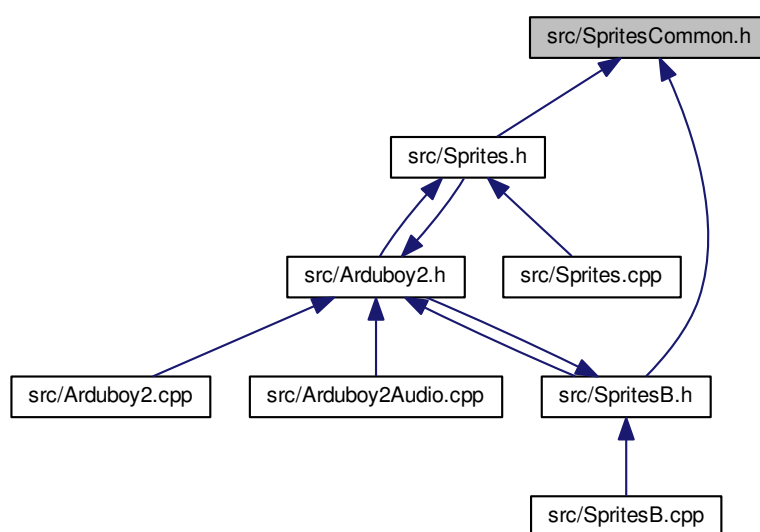 src/SpritesCommon.h
src/Sprites.h
src/Arduboy2.h
src/Sprites.cpp
src/Arduboy2.cpp
src/Arduboy2Audio.cpp
src/SpritesB.h
src/SpritesB.cpp